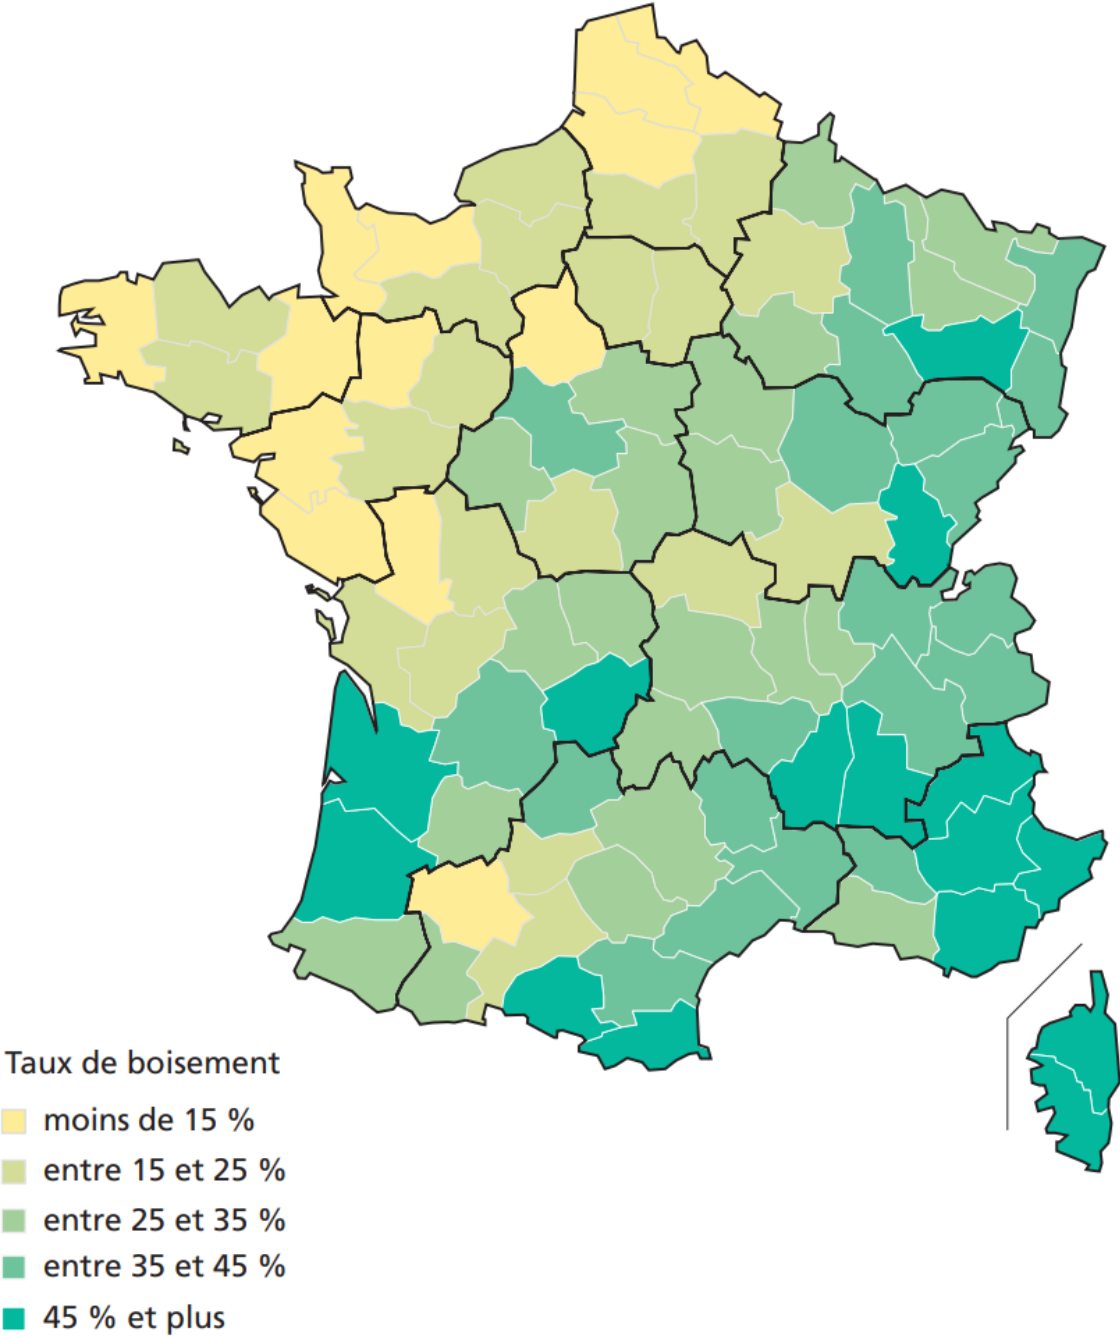 Taux de boisement
moins de 15 %
entre 15 et 25 %
entre 25 et 35 %
entre 35 et 45 %
45 % et plus